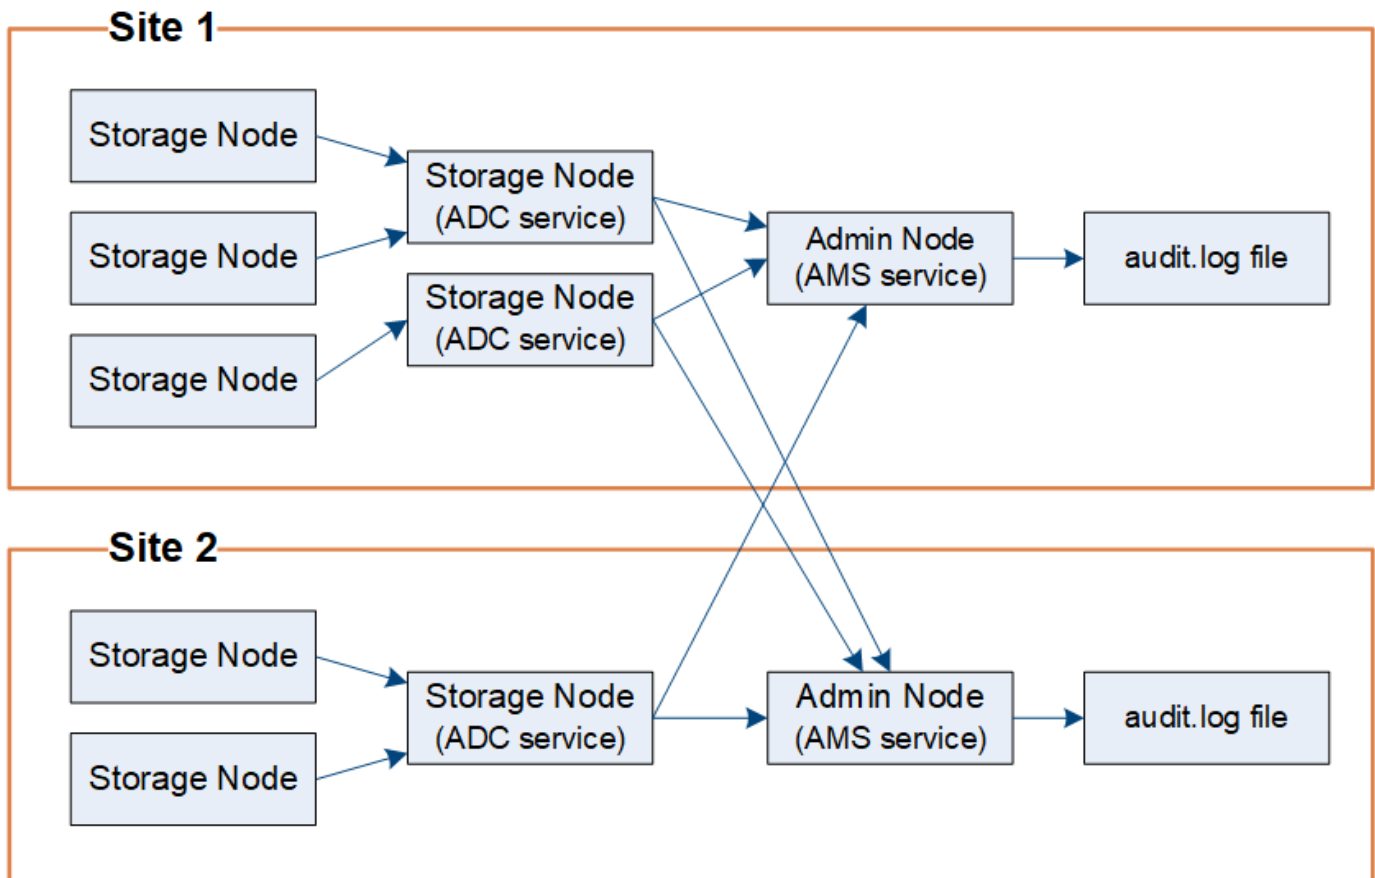 Site 1
Storage Node
Storage Node
Storage Node
Storage Node
(ADC service)
Storage Node
(ADC service)
Admin Node
(AMS service)
audit.log file
Site 2
Storage Node
Storage Node
Storage Node
(ADC service)
Admin Node
(AMS service)
audit.log file